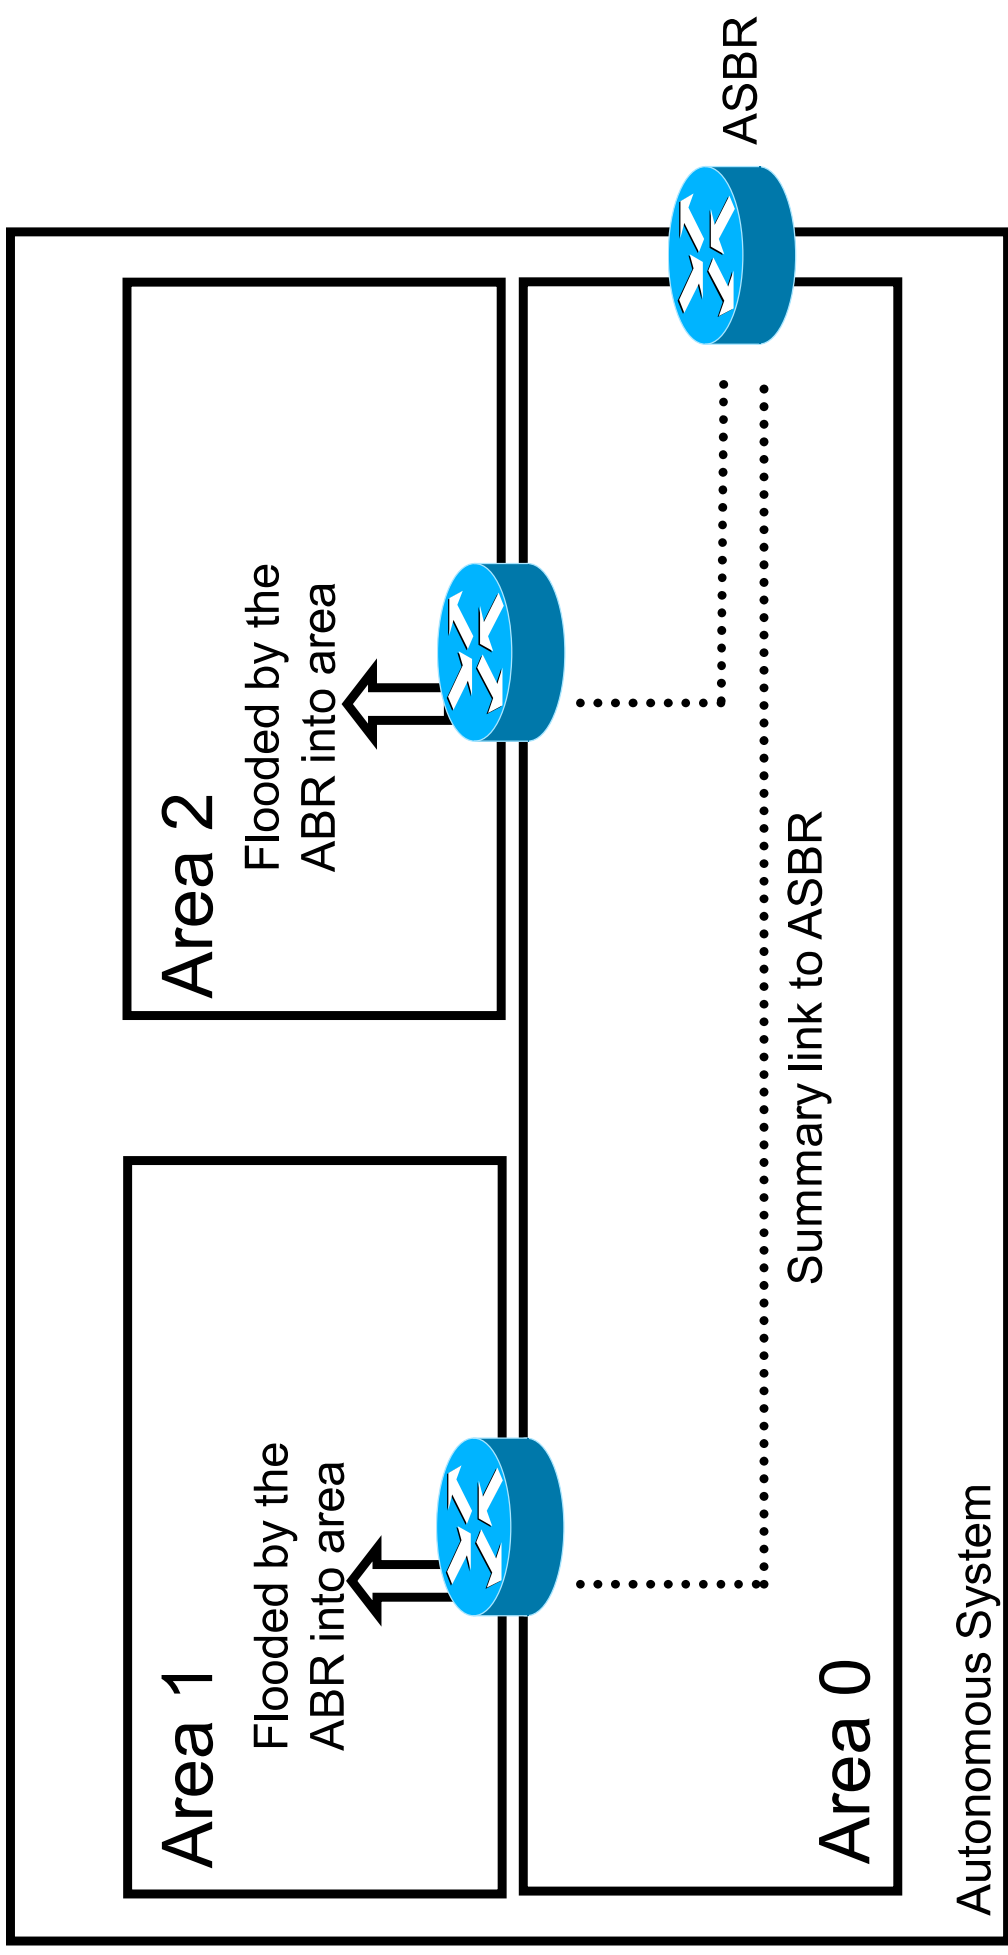 Area 1
Flooded by the
ABR into area
Area 2
Flooded by the
ABR into area
ASBR
Summary link to ASBR
Area 0
Autonomous System